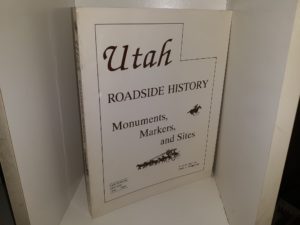 Utah
ROADSIDE HISTORY
Monuments,
Markers,
and Sites